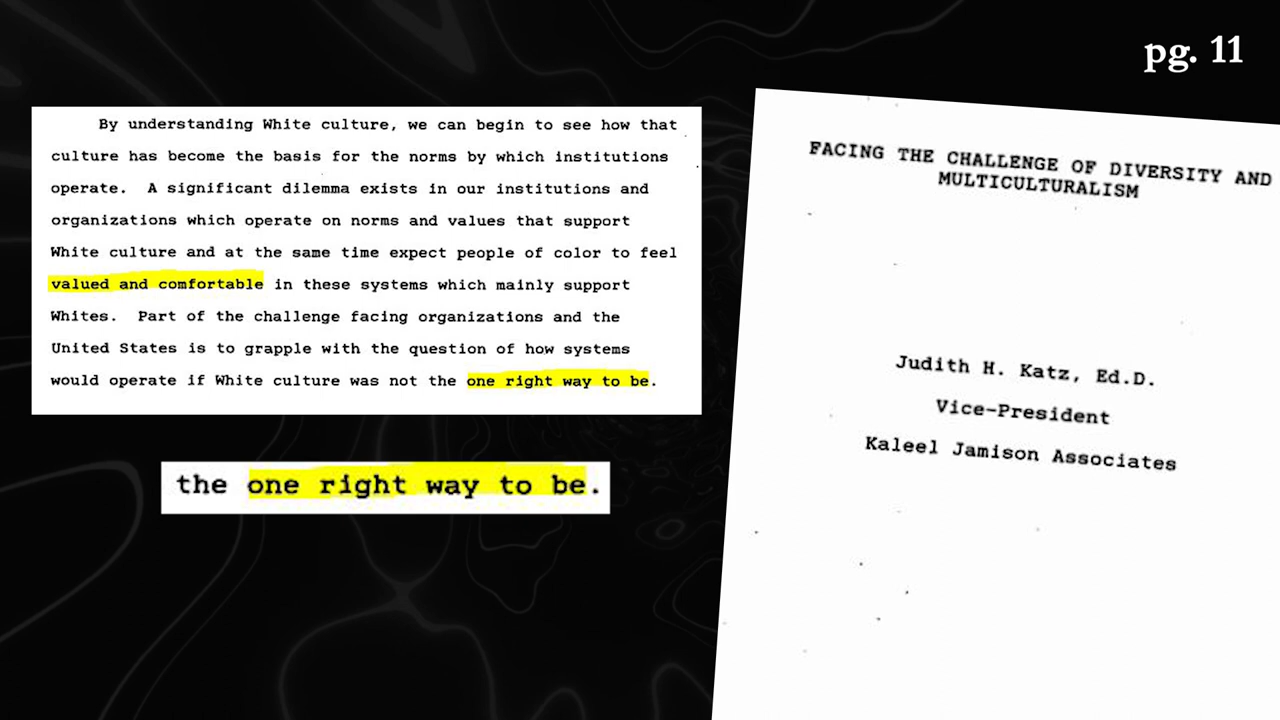 pg. 11
By understanding White culture, we can begin to see how that
culture has become the basis for the norms by which institutions
operate. A significant dilemma exists in our institutions and
organizations which operate on norms and values that support
White culture and at the same time expect people of color to feel
valued and comfortable in these systems which mainly support
Whites. Part of the challenge facing organizations and the
United States is to grapple with the question of how systems
would operate if White culture was not the one right way to be.
the one right way to be.
FACING THE CHALLENGE OF DIVERSITY AND
MULTICULTURALISM
Judith H. Katz, Ed.D.
Vice-President
Kaleel Jamison Associates